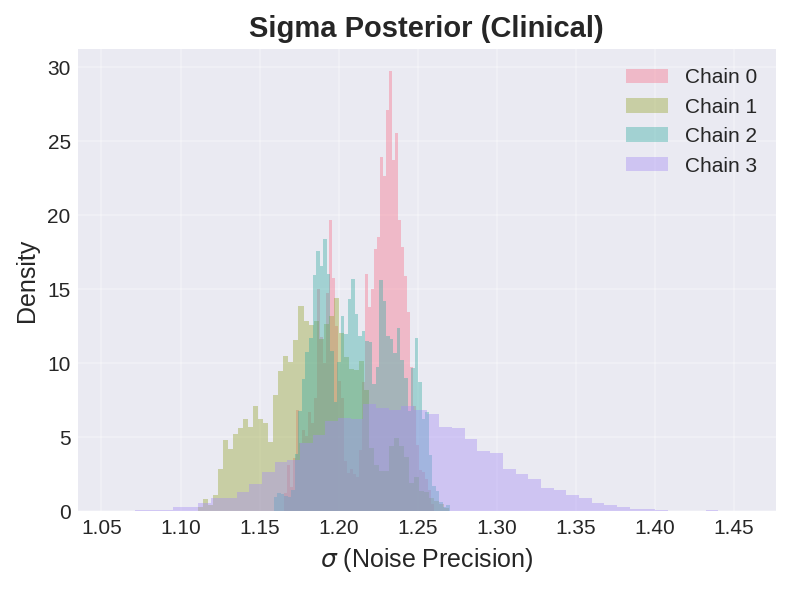 Sigma Posterior (Clinical)
Chain 0
Chain 1
Chain 2
Chain 3
Density
30
25
20
15
10
5
0
1.05 1.10 1.15 1.20 1.25 1.30 1.35 1.40 1.45
σ (Noise Precision)